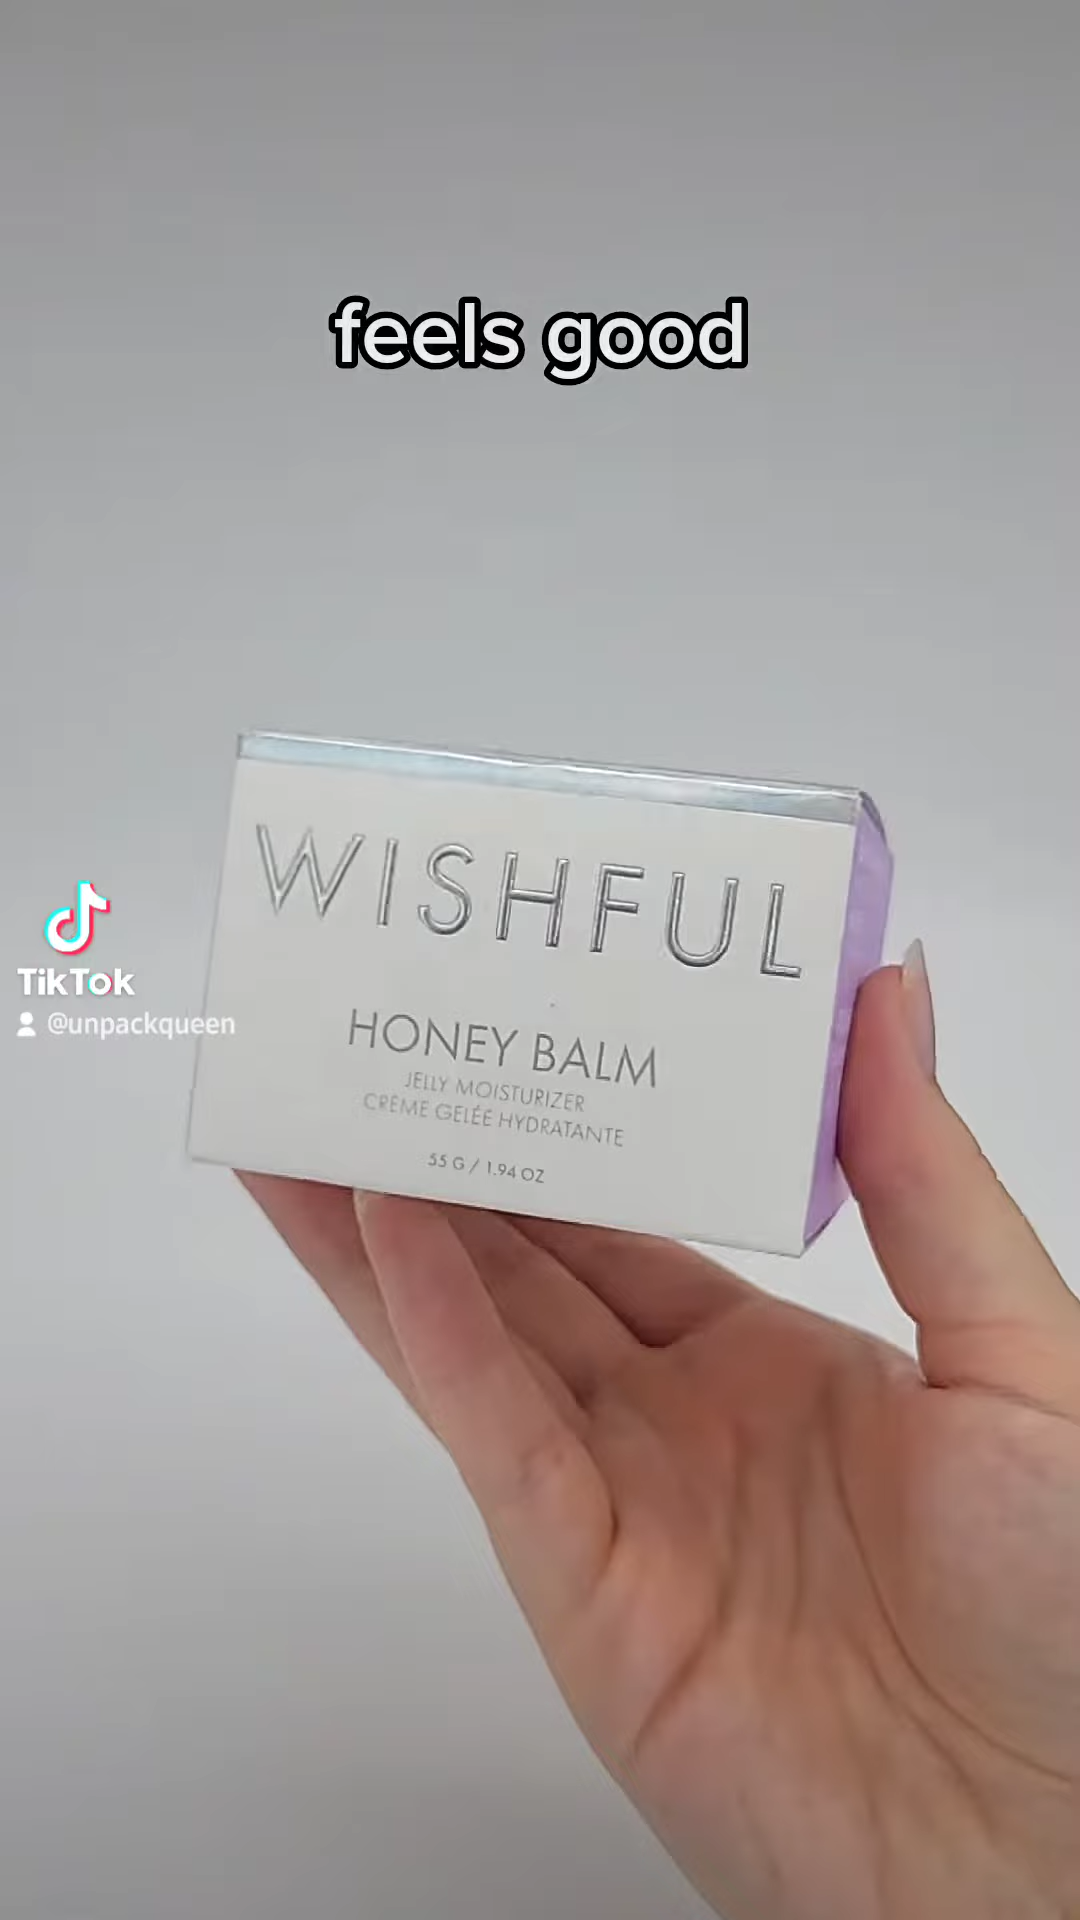 feels good
WISHFUL
HONEY BALM
JELLY MOISTURIZER
CRÈME GELÉE HYDRATANTE
55 G / 1.94 OZ
TikTok
@unpackqueen